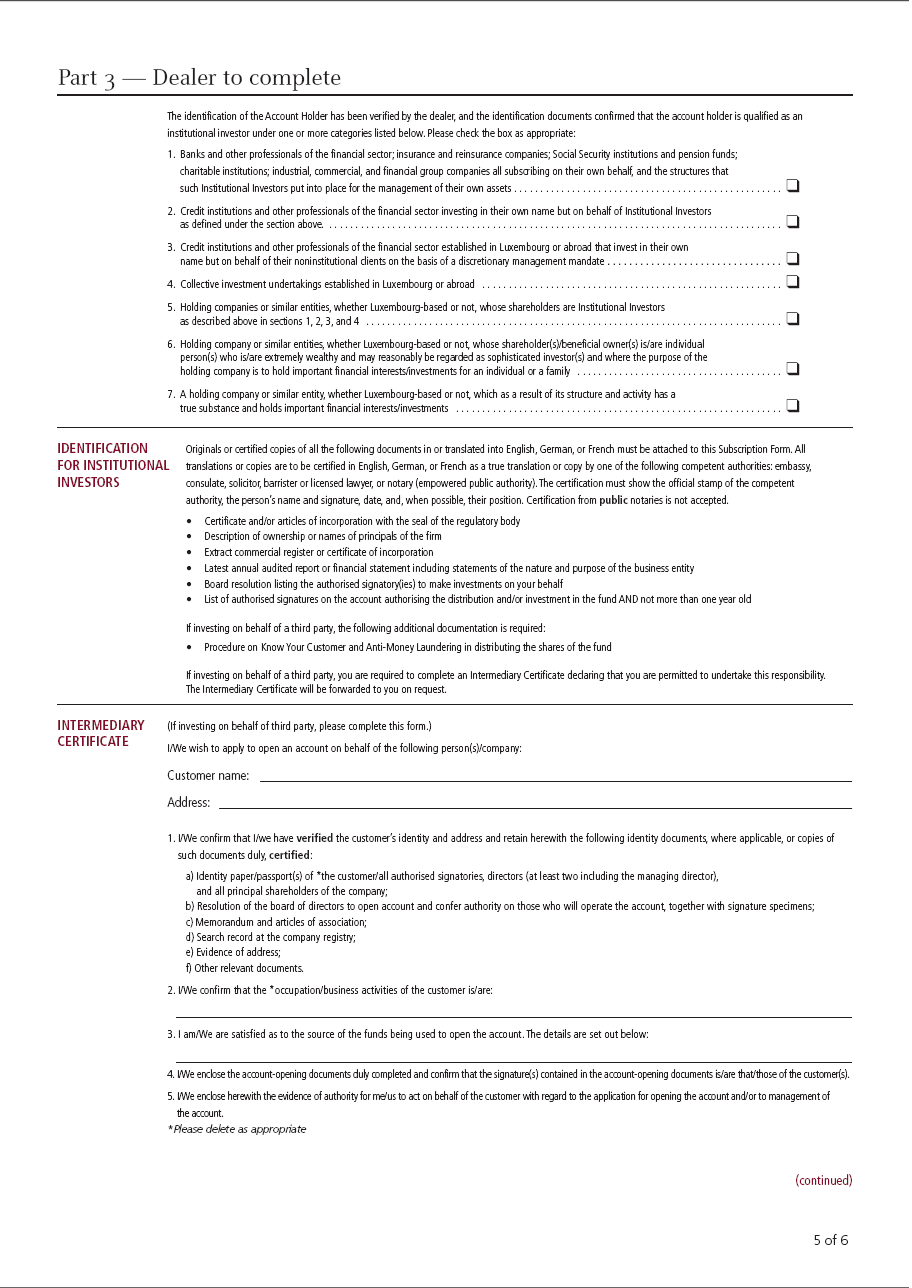 Part 3 — Dealer to complete
The identification of the Account Holder has been verified by the dealer, and the identification documents confirmed that the account holder is qualified as an
institutional investor under one or more categories listed below. Please check the box as appropriate:
1. Banks and other professionals of the financial sector; insurance and reinsurance companies; Social Security institutions and pension funds;
charitable institutions; industrial, commercial, and financial group companies all subscribing on their own behalf, and the structures that
such Institutional Investors put into place for the management of their own assets . . . . . . . . . . . . . . . . . . . . . . . . . . . . . . . . . . . . . . . . . . . . . . . . . . ❏
2. Credit institutions and other professionals of the financial sector investing in their own name but on behalf of Institutional Investors
as defined under the section above. . . . . . . . . . . . . . . . . . . . . . . . . . . . . . . . . . . . . . . . . . . . . . . . . . . . . . . . . . . . . . . . . . . . . . . . . . . . . . . . . . . . . ❏
3. Credit institutions and other professionals of the financial sector established in Luxembourg or abroad that invest in their own
name but on behalf of their noninstitutional clients on the basis of a discretionary management mandate . . . . . . . . . . . . . . . . . . . . . . . . . . . . . . . . ❏
4. Collective investment undertakings established in Luxembourg or abroad . . . . . . . . . . . . . . . . . . . . . . . . . . . . . . . . . . . . . . . . . . . . . . . . . . . . . . . . ❏
5. Holding companies or similar entities, whether Luxembourg-based or not, whose shareholders are Institutional Investors
as described above in sections 1, 2, 3, and 4 . . . . . . . . . . . . . . . . . . . . . . . . . . . . . . . . . . . . . . . . . . . . . . . . . . . . . . . . . . . . . . . . . . . . . . . . . . . . . . ❏
6. Holding company or similar entities, whether Luxembourg-based or not, whose shareholder(s)/beneficial owner(s) is/are individual
person(s) who is/are extremely wealthy and may reasonably be regarded as sophisticated investor(s) and where the purpose of the
holding company is to hold important financial interests/investments for an individual or a family . . . . . . . . . . . . . . . . . . . . . . . . . . . . . . . . . . . . . . ❏
7. A holding company or similar entity, whether Luxembourg-based or not, which as a result of its structure and activity has a
true substance and holds important financial interests/investments . . . . . . . . . . . . . . . . . . . . . . . . . . . . . . . . . . . . . . . . . . . . . . . . . . . . . . . . . . . . . ❏
IDENTIFICATION
FOR INSTITUTIONAL
INVESTORS
Originals or certified copies of all the following documents in or translated into English, German, or French must be attached to this Subscription Form. All
translations or copies are to be certified in English, German, or French as a true translation or copy by one of the following competent authorities: embassy,
consulate, solicitor, barrister or licensed lawyer, or notary (empowered public authority). The certification must show the official stamp of the competent
authority, the person's name and signature, date, and, when possible, their position. Certification from public notaries is not accepted.
• Certificate and/or articles of incorporation with the seal of the regulatory body
• Description of ownership or names of principals of the firm
• Extract commercial register or certificate of incorporation
• Latest annual audited report or financial statement including statements of the nature and purpose of the business entity
• Board resolution listing the authorised signatory(ies) to make investments on your behalf
• List of authorised signatures on the account authorising the distribution and/or investment in the fund AND not more than one year old
If investing on behalf of a third party, the following additional documentation is required:
• Procedure on Know Your Customer and Anti-Money Laundering in distributing the shares of the fund
If investing on behalf of a third party, you are required to complete an Intermediary Certificate declaring that you are permitted to undertake this responsibility.
The Intermediary Certificate will be forwarded to you on request.
INTERMEDIARY
CERTIFICATE
(If investing on behalf of third party, please complete this form.)
I/We wish to apply to open an account on behalf of the following person(s)/company:
Customer name:
Address:
1. I/We confirm that I/we have verified the customer's identity and address and retain herewith the following identity documents, where applicable, or copies of
such documents duly, certified:
a) Identity paper/passport(s) of *the customer/all authorised signatories, directors (at least two including the managing director),
and all principal shareholders of the company;
b) Resolution of the board of directors to open account and confer authority on those who will operate the account, together with signature specimens;
c) Memorandum and articles of association;
d) Search record at the company registry;
e) Evidence of address;
f) Other relevant documents.
2. I/We confirm that the *occupation/business activities of the customer is/are:
3. I am/We are satisfied as to the source of the funds being used to open the account. The details are set out below:
4. I/We enclose the account-opening documents duly completed and confirm that the signature(s) contained in the account-opening documents is/are that/those of the customer(s).
5. I/We enclose herewith the evidence of authority for me/us to act on behalf of the customer with regard to the application for opening the account and/or to management of
the account.
*Please delete as appropriate
(continued)
5 of 6